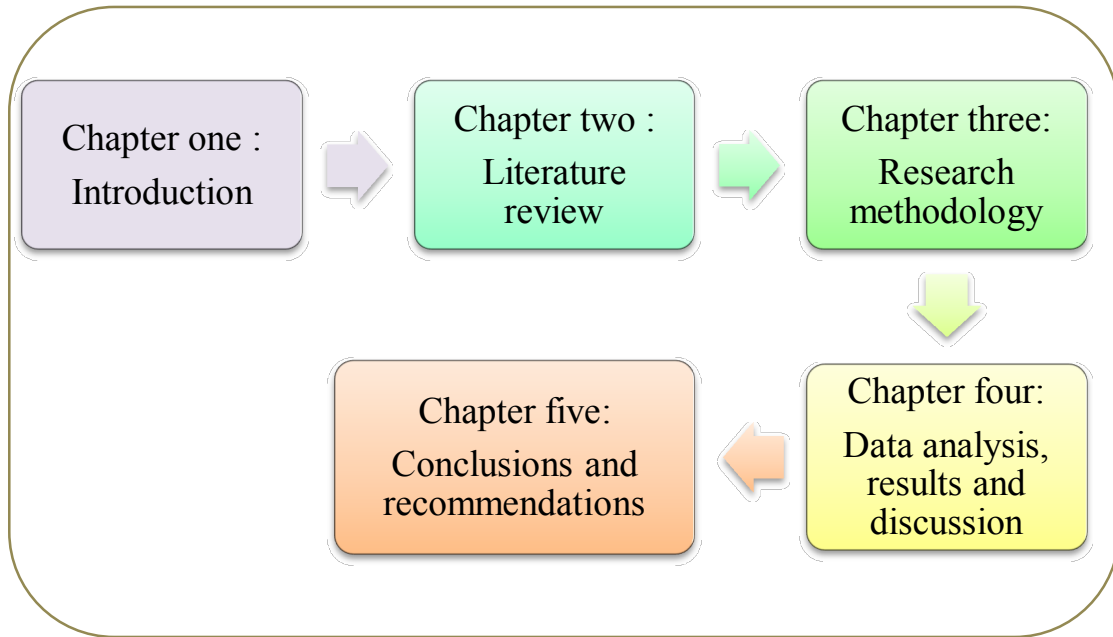 Chapter one :
Introduction
Chapter two :
Literature
review
Chapter three:
Research
methodology
Chapter four:
Data analysis,
results and
discussion
Chapter five:
Conclusions and
recommendations